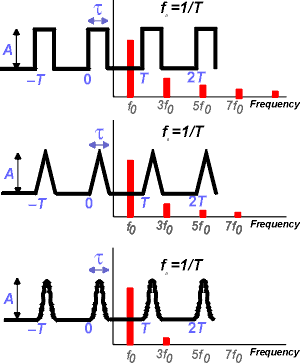 τ f₀=1/T
A
−T 0 T 2T
f₀ 3f₀ 5f₀ 7f₀ Frequency
τ f₀=1/T
A
−T 0 T 2T
f₀ 3f₀ 5f₀ 7f₀ Frequency
τ f₀=1/T
A
−T 0 T 2T
f₀ 3f₀ 5f₀ 7f₀ Frequency